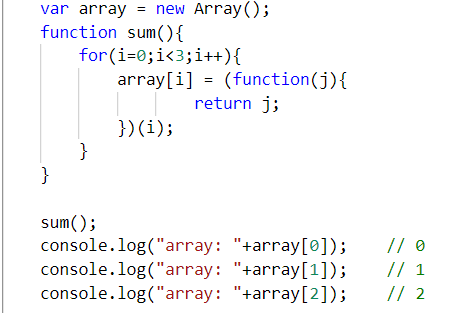 var array = new Array();
function sum(){
    for(i=0;i<3;i++){
        array[i] = (function(j){
                return j;
        })(i);
    }
}
sum();
console.log("array: "+array[0]);    // 0
console.log("array: "+array[1]);    // 1
console.log("array: "+array[2]);    // 2